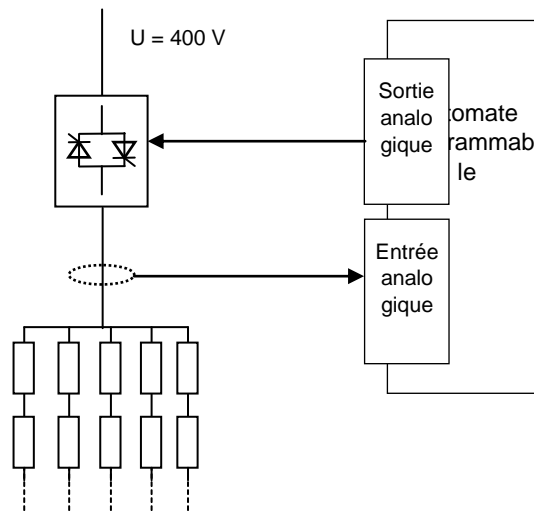 U = 400 V
Sortie
analo
gique
tomate
rammab
le
Entrée
analo
gique